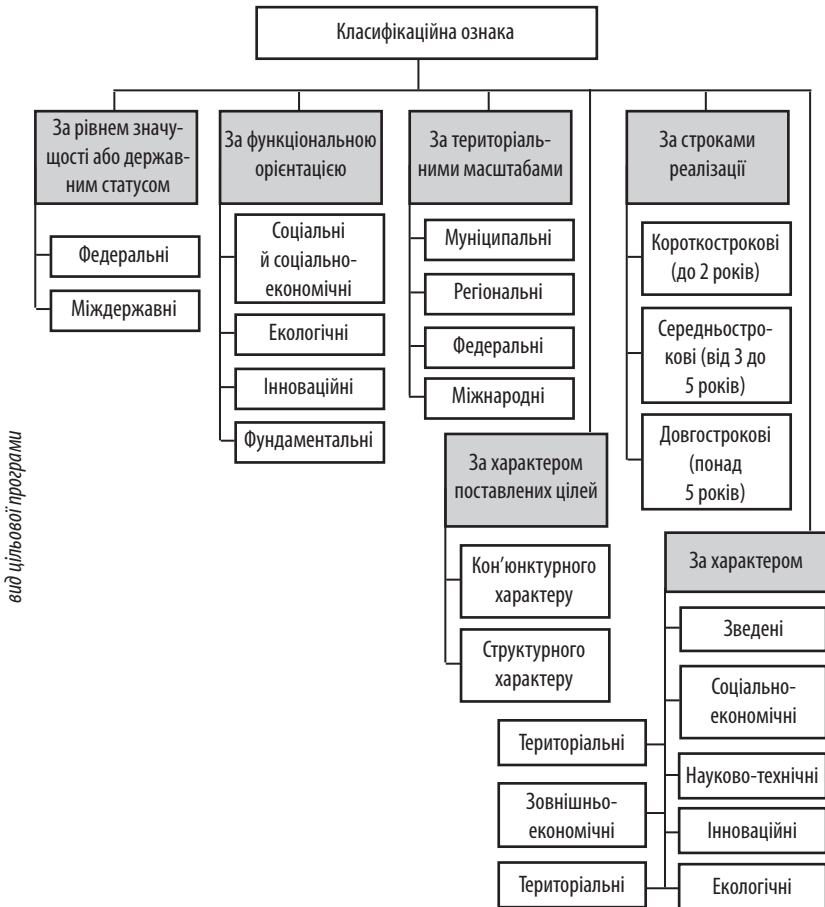 Класифікаційна ознака
За рівнем значу-
щості або держав-
ним статусом
Федеральні
Міждержавні
За функціональною
орієнтацією
Соціальні
й соціально-
економічні
Екологічні
Інноваційні
Фундаментальні
За територіаль-
ними масштабами
Муніципальні
Регіональні
Федеральні
Міжнародні
За строками
реалізації
Короткострокові
(до 2 років)
Середньостро-
кові (від 3 до
5 років)
Довгострокові
(понад
5 років)
За характером
поставлених цілей
Кон’юнктурного
характеру
Структурного
характеру
За характером
Зведені
Соціально-
економічні
Науково-технічні
Інноваційні
Екологічні
Територіальні
Зовнішньо-
економічні
Територіальні
вид цільової програми